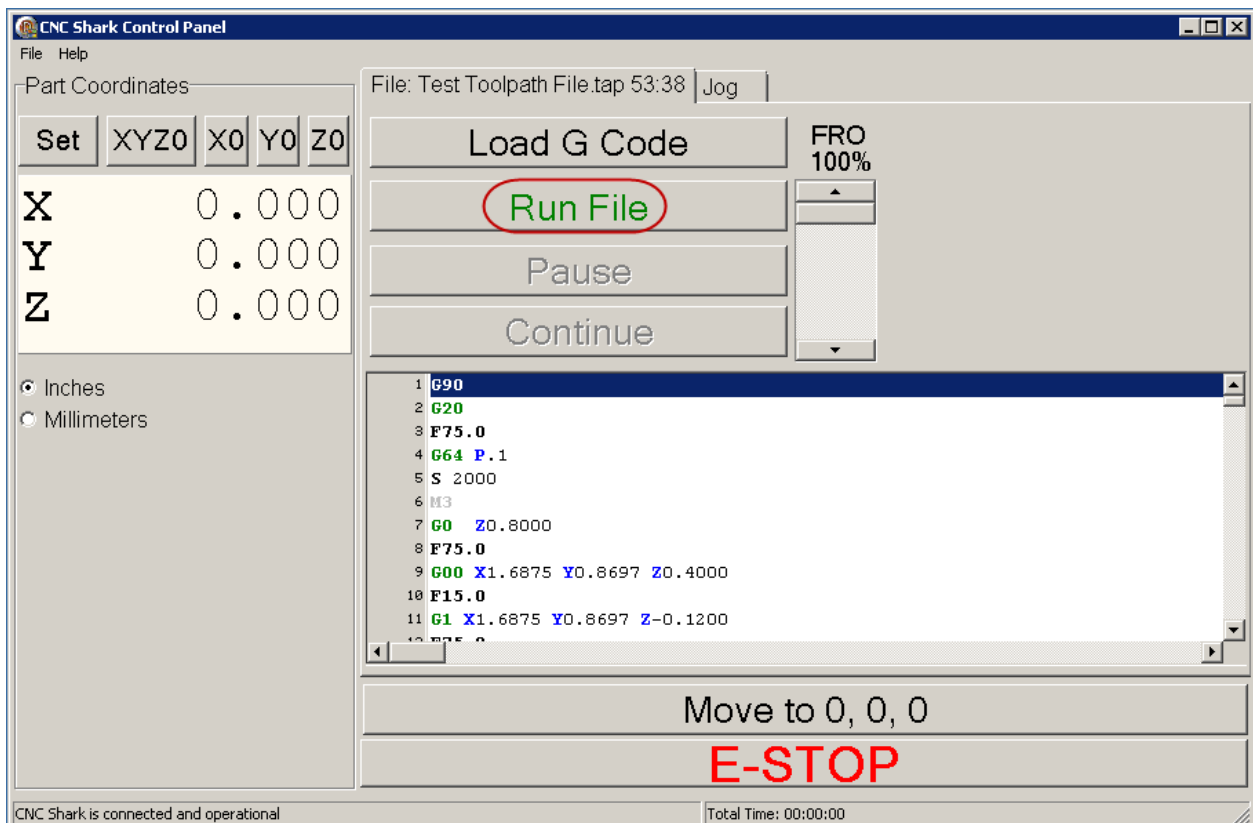 CNC Shark Control Panel
File Help
Part Coordinates
Set XYZ0 X0 Y0 Z0
X 0.000
Y 0.000
Z 0.000
Inches
Millimeters
File: Test Toolpath File.tap 53:38 Jog
Load G Code
Run File
Pause
Continue
FRO
100%
1 G90
2 G20
3 F75.0
4 G64 P.1
5 S 2000
6 M3
7 G0 Z0.8000
8 F75.0
9 G00 X1.6875 Y0.8697 Z0.4000
10 F15.0
11 G1 X1.6875 Y0.8697 Z-0.1200
12 F75.0
Move to 0, 0, 0
E-STOP
CNC Shark is connected and operational
Total Time: 00:00:00